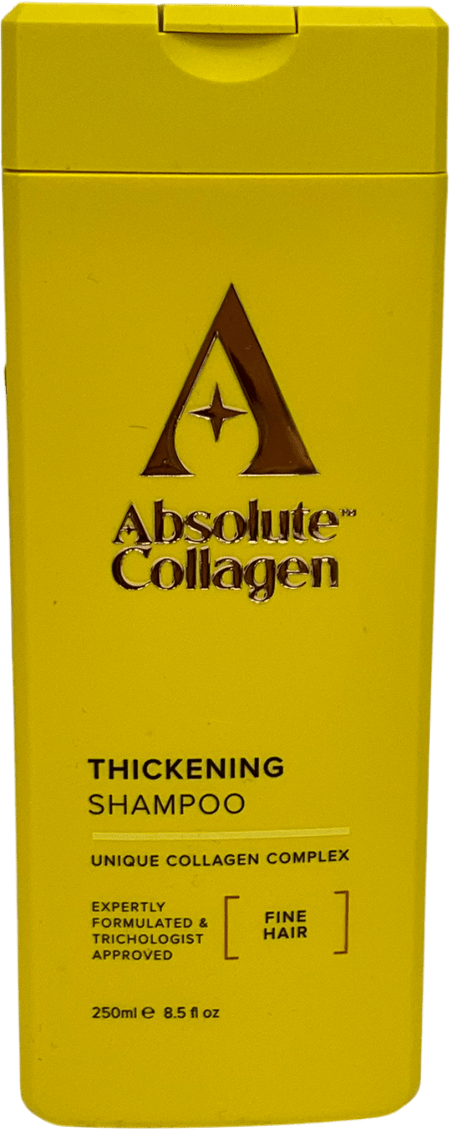 Absolute™
Collagen
THICKENING
SHAMPOO
UNIQUE COLLAGEN COMPLEX
EXPERTLY
FORMULATED &
TRICHOLOGIST
APPROVED
FINE
HAIR
250ml ℮ 8.5 fl oz